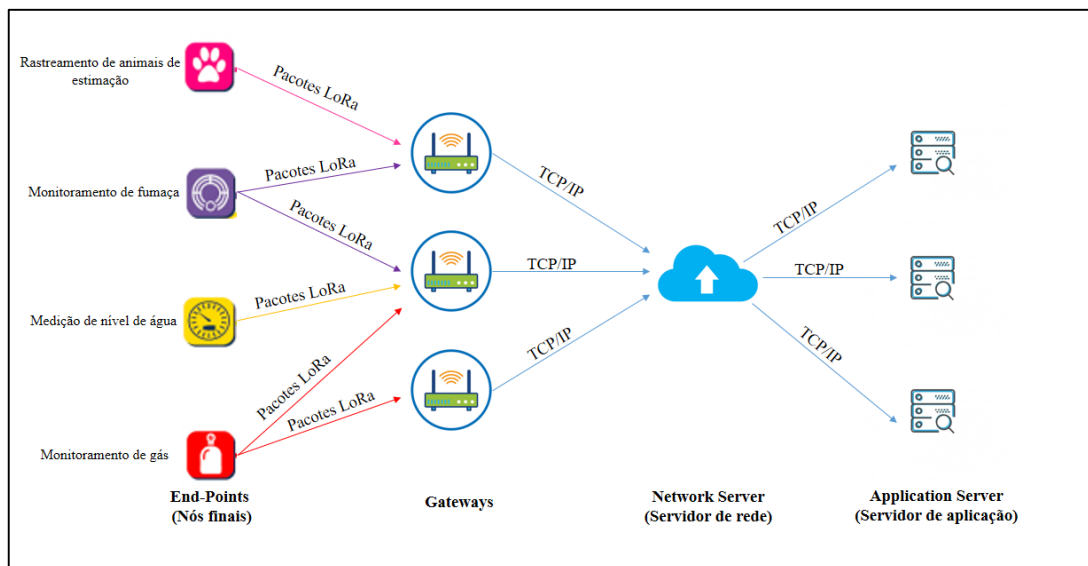 Rastreamento de animais de
estimação
Pacotes LoRa
Monitoramento de fumaça
Pacotes LoRa
Pacotes LoRa
Medição de nível de água
Pacotes LoRa
Monitoramento de gás
Pacotes LoRa
Pacotes LoRa
TCP/IP
TCP/IP
TCP/IP
TCP/IP
TCP/IP
TCP/IP
End-Points
(Nós finais)
Gateways
Network Server
(Servidor de rede)
Application Server
(Servidor de aplicação)